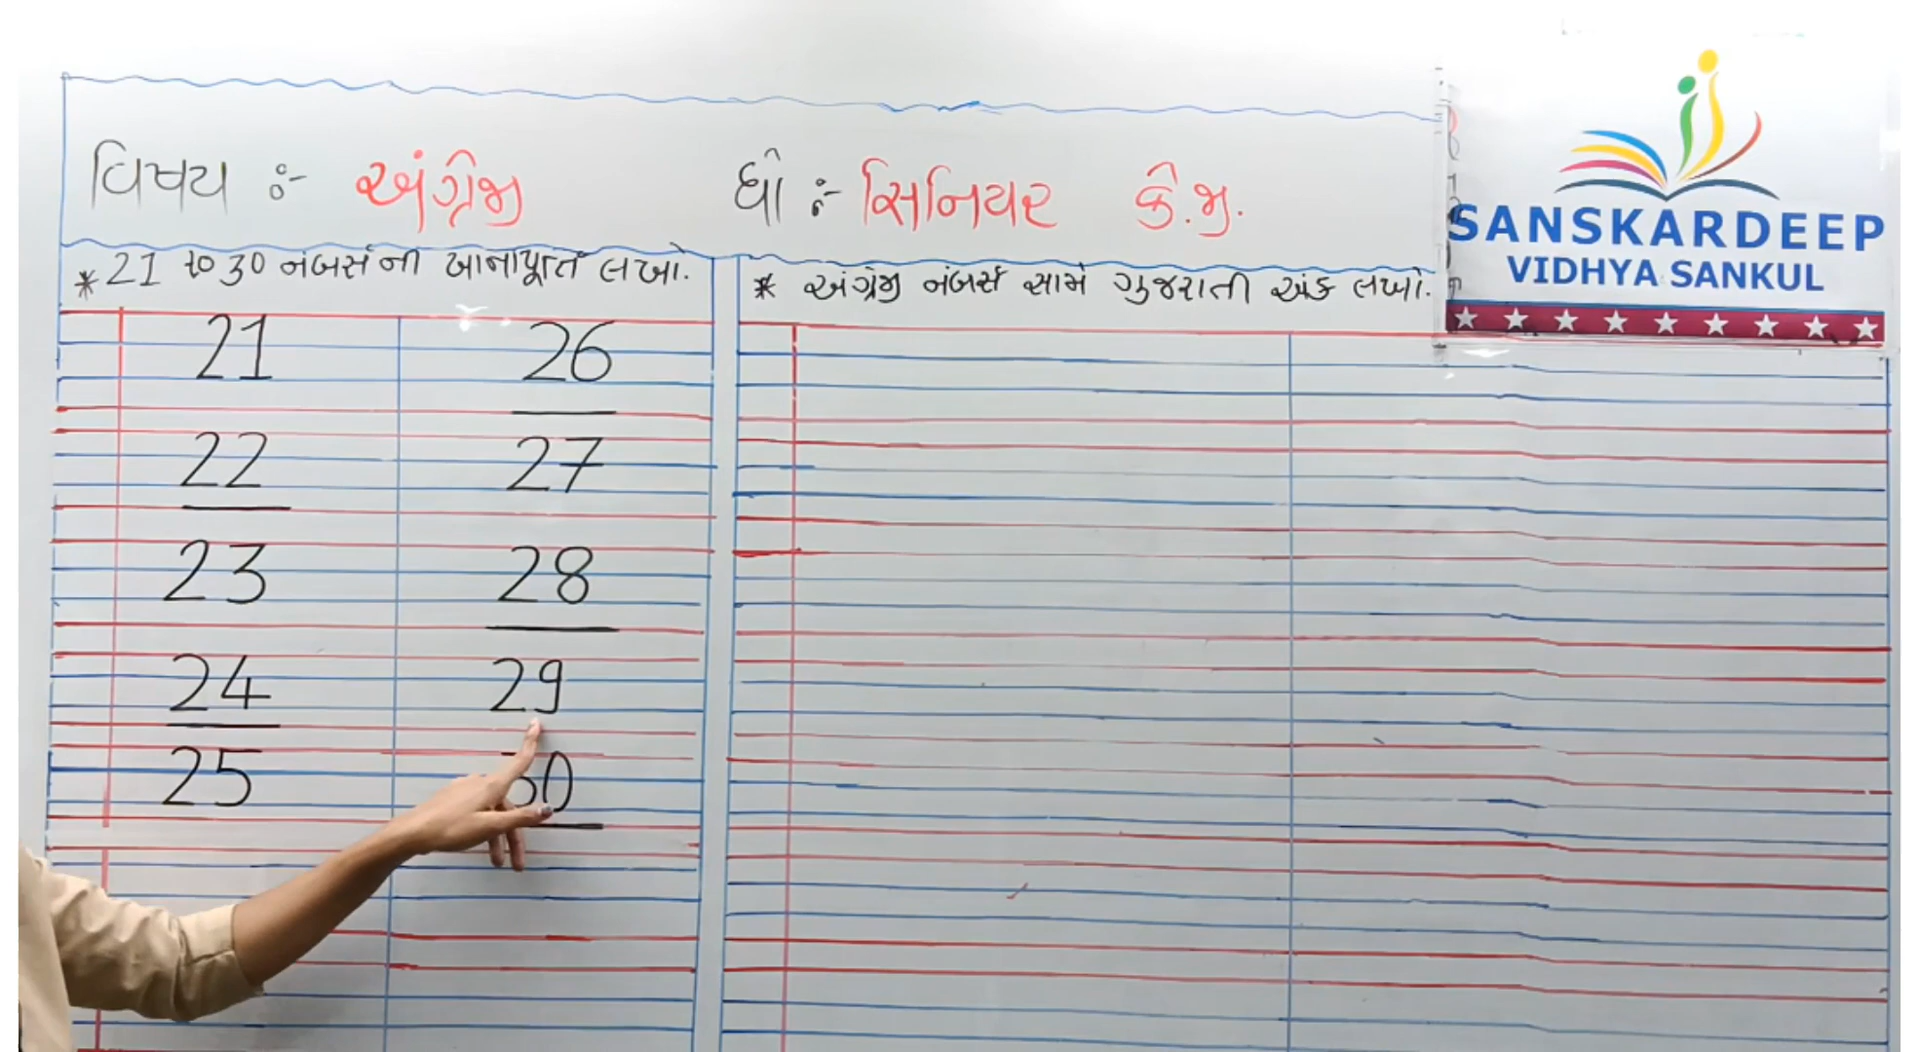 વિષય ઃ- અંગ્રેજી
ધો ઃ- સિનિયર કે.જી.
SANSKARDEEP
VIDHYA SANKUL
* 21 to 30 નંબર્સની ખાનાપૂર્તિ લખો.
21
22
23
24
25
26
27
28
29
30
* અંગ્રેજી નંબર્સ સામે ગુજરાતી અંક લખો.